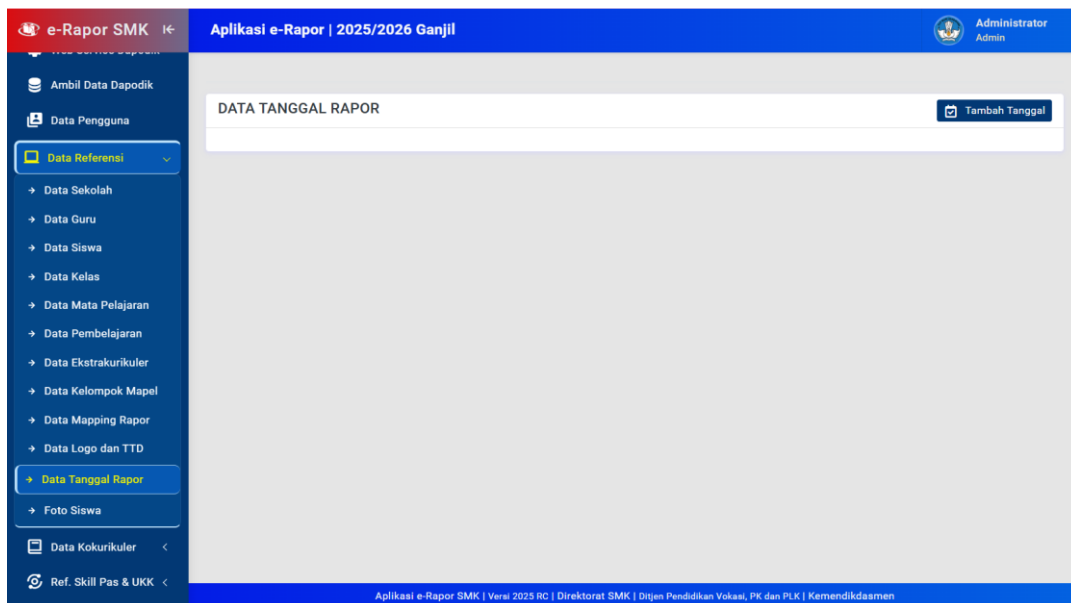 e-Rapor SMK
Aplikasi e-Rapor | 2025/2026 Ganjil
Administrator
Admin
Web Service Dapodik
Ambil Data Dapodik
Data Pengguna
Data Referensi
Data Sekolah
Data Guru
Data Siswa
Data Kelas
Data Mata Pelajaran
Data Pembelajaran
Data Ekstrakurikuler
Data Kelompok Mapel
Data Mapping Rapor
Data Logo dan TTD
Data Tanggal Rapor
Foto Siswa
Data Kokurikuler
Ref. Skill Pas & UKK
DATA TANGGAL RAPOR
Tambah Tanggal
Aplikasi e-Rapor SMK | Versi 2025 RC | Direktorat SMK | Ditjen Pendidikan Vokasi, PK dan PLK | Kemendikdasmen